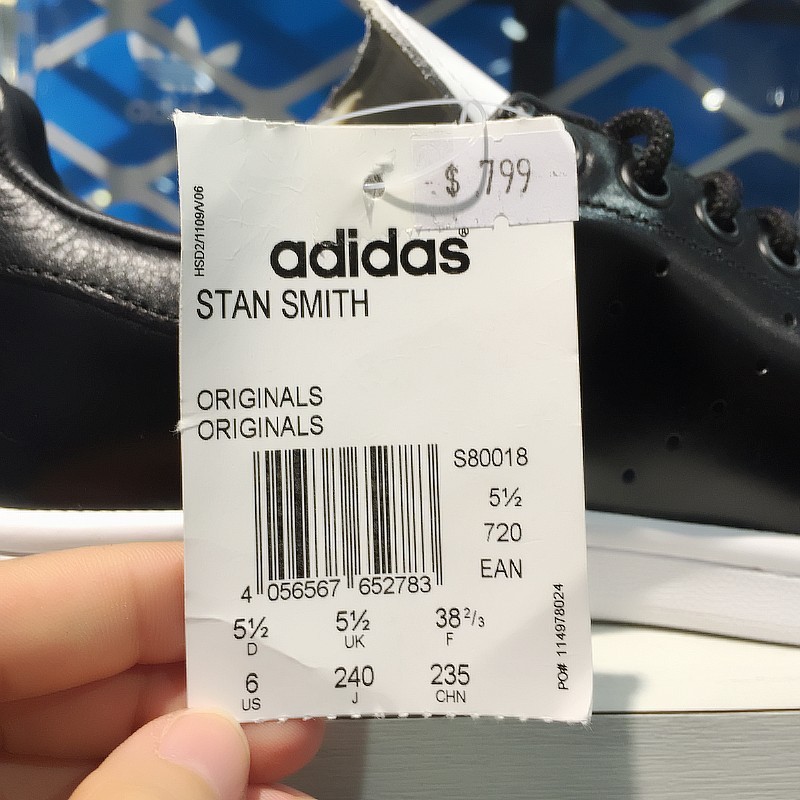 $ 799
HSD2/1109/V06
adidas®
STAN SMITH
ORIGINALS
ORIGINALS
S80018
5½
720
EAN
4 056567 652783
5½ 5½ 38 2/3
D UK F
6 240 235
US J CHN
PO# 114978024
adidas